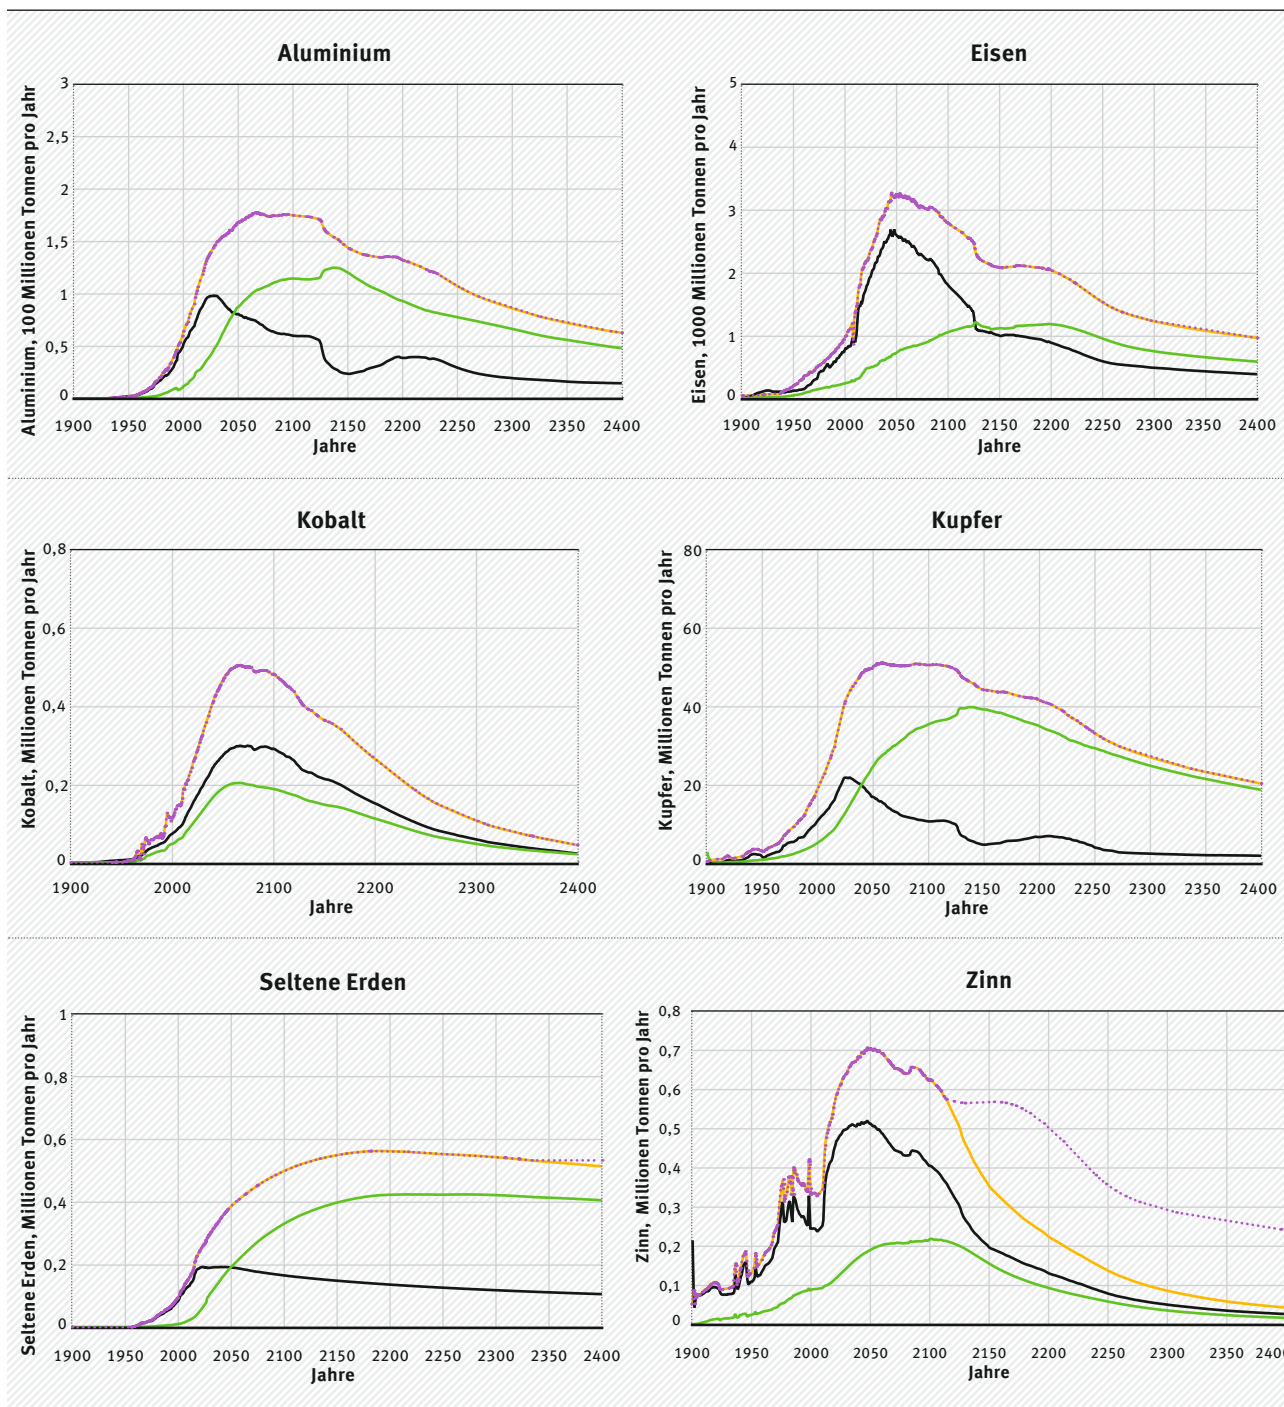 Aluminium
Aluminium, 100 Millionen Tonnen pro Jahr
3
2,5
2
1,5
1
0,5
0
1900 1950 2000 2050 2100 2150 2200 2250 2300 2350 2400
Jahre
Eisen
Eisen, 1000 Millionen Tonnen pro Jahr
5
4
3
2
1
0
1900 1950 2000 2050 2100 2150 2200 2250 2300 2350 2400
Jahre
Kobalt
Kobalt, Millionen Tonnen pro Jahr
0,8
0,6
0,4
0,2
0
1900 2000 2100 2200 2300 2400
Jahre
Kupfer
Kupfer, Millionen Tonnen pro Jahr
80
60
40
20
0
1900 1950 2000 2050 2100 2150 2200 2250 2300 2350 2400
Jahre
Seltene Erden
Seltene Erden, Millionen Tonnen pro Jahr
1
0,8
0,6
0,4
0,2
0
1900 1950 2000 2050 2100 2150 2200 2250 2300 2350 2400
Jahre
Zinn
Zinn, Millionen Tonnen pro Jahr
0,8
0,7
0,6
0,5
0,4
0,3
0,2
0,1
0
1900 1950 2000 2050 2100 2150 2200 2250 2300 2350 240
Jahre